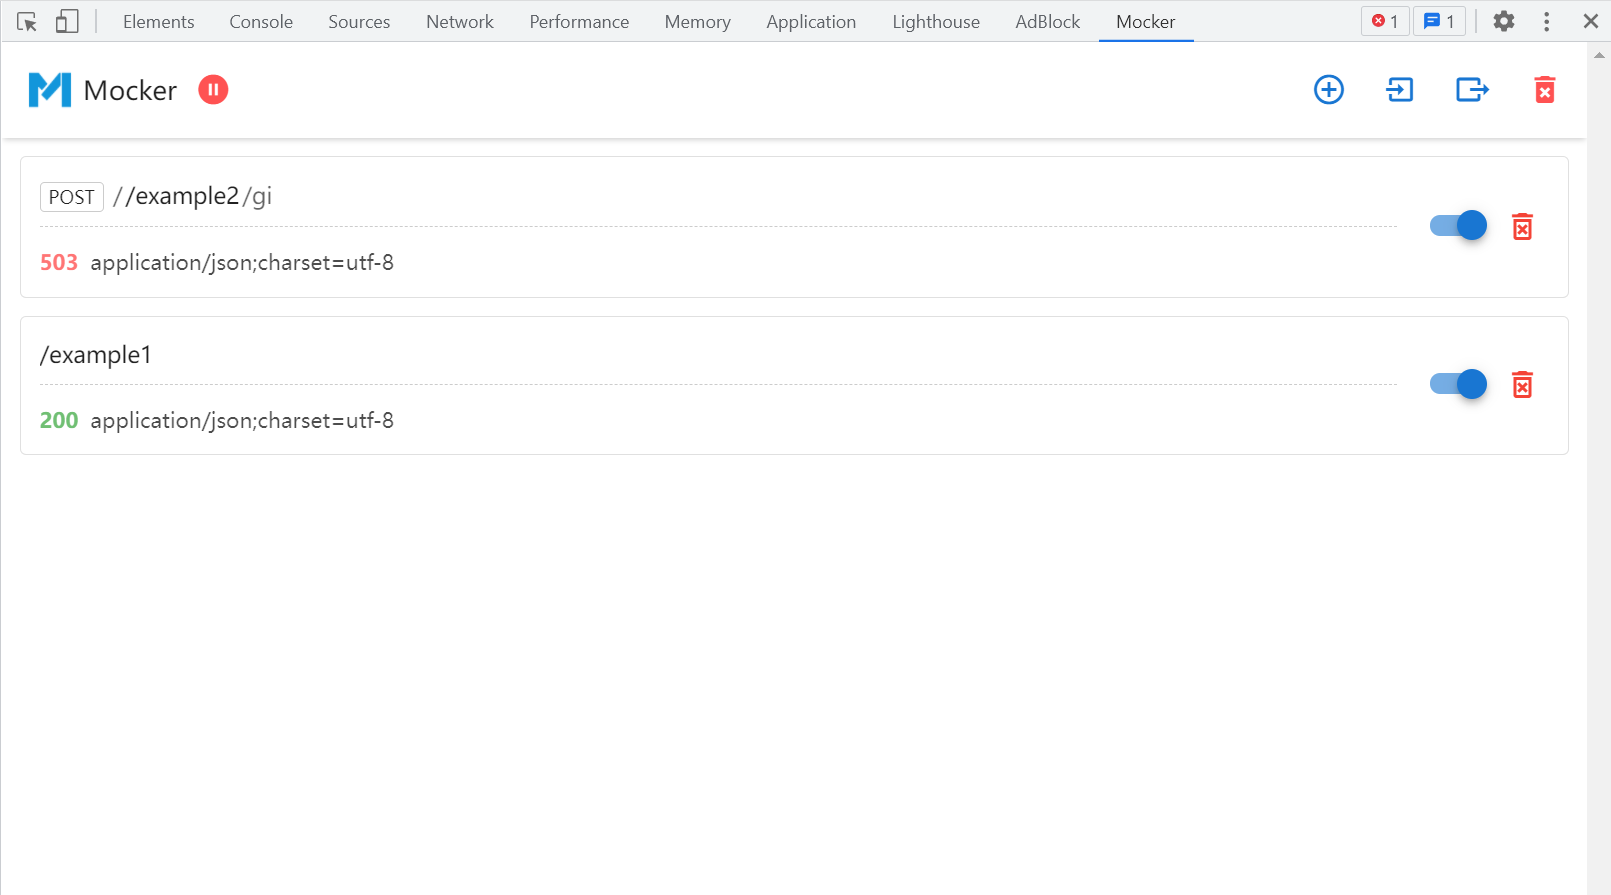 Elements Console Sources Network Performance Memory Application Lighthouse AdBlock Mocker 1 1
Mocker
POST //example2/gi
503 application/json;charset=utf-8
/example1
200 application/json;charset=utf-8